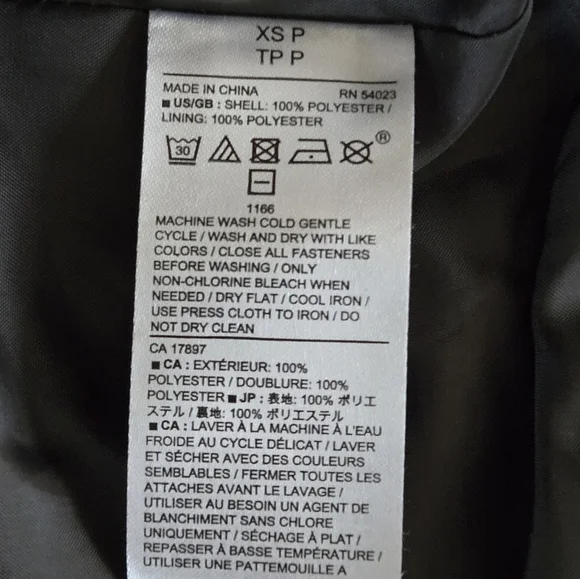 XS P
TP P
MADE IN CHINA RN 54023
■ US/GB : SHELL: 100% POLYESTER /
LINING: 100% POLYESTER
30
®
1166
MACHINE WASH COLD GENTLE
CYCLE / WASH AND DRY WITH LIKE
COLORS / CLOSE ALL FASTENERS
BEFORE WASHING / ONLY
NON-CHLORINE BLEACH WHEN
NEEDED / DRY FLAT / COOL IRON /
USE PRESS CLOTH TO IRON / DO
NOT DRY CLEAN
CA 17897
■ CA : EXTÉRIEUR: 100%
POLYESTER / DOUBLURE: 100%
POLYESTER ■ JP : 表地: 100% ポリエ
ステル / 裏地: 100% ポリエステル
■ CA : LAVER À LA MACHINE À L'EAU
FROIDE AU CYCLE DÉLICAT / LAVER
ET SÉCHER AVEC DES COULEURS
SEMBLABLES / FERMER TOUTES LES
ATTACHES AVANT LE LAVAGE /
UTILISER AU BESOIN UN AGENT DE
BLANCHIMENT SANS CHLORE
UNIQUEMENT / SÉCHAGE À PLAT /
REPASSER À BASSE TEMPÉRATURE /
UTILISER UNE PATTEMOUILLE A